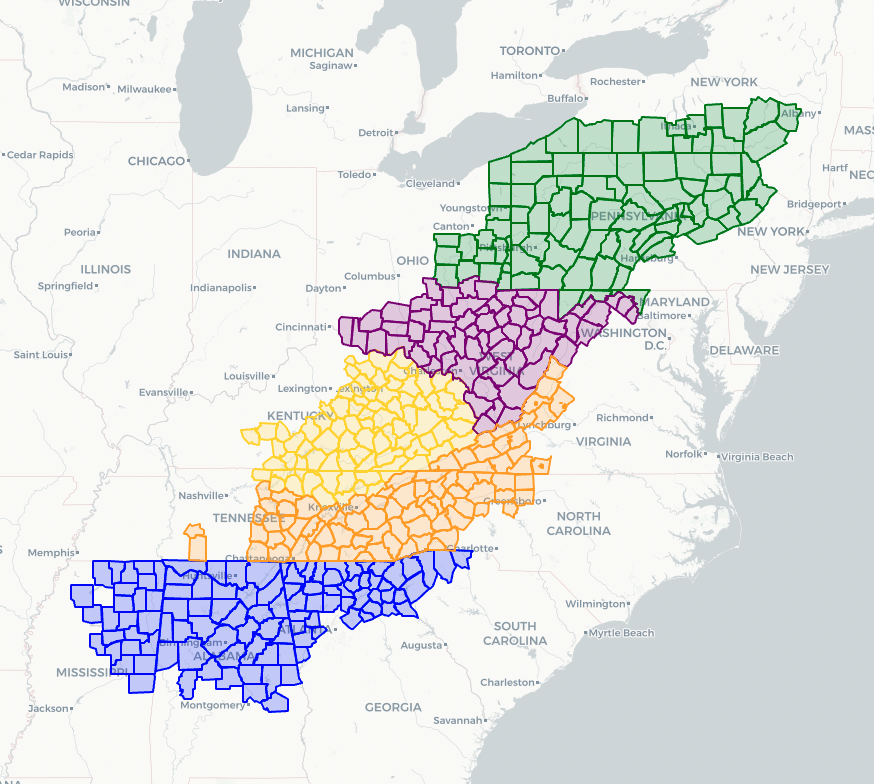 WISCONSIN
MICHIGAN
Saginaw
TORONTO
Hamilton
Rochester
NEW YORK
Madison
Milwaukee
Buffalo
Lansing
Ithaca
Albany
Detroit
MASS
Cedar Rapids
CHICAGO
Toledo
Cleveland
Hartf
NEC
Youngstown
Bridgeport
PENNSYLVANIA
Peoria
Canton
NEW YORK
INDIANA
OHIO
Pittsburgh
Harrisburg
ILLINOIS
NEW JERSEY
Springfield
Indianapolis
Dayton
Columbus
MARYLAND
Baltimore
Cincinnati
WASHINGTON
D.C.
Saint Louis
DELAWARE
WEST
VIRGINIA
Charleston
Louisville
Evansville
Lexington
Lexington
KENTUCKY
Richmond
Lynchburg
VIRGINIA
Norfolk
Virginia Beach
Nashville
Greensboro
Knoxville
TENNESSEE
NORTH
CAROLINA
Memphis
Chattanooga
Charlotte
Huntsville
Wilmington
ATLANTA
SOUTH
CAROLINA
Myrtle Beach
Birmingham
Augusta
ALABAMA
MISSISSIPPI
Charleston
Jackson
Montgomery
GEORGIA
Savannah
ANA